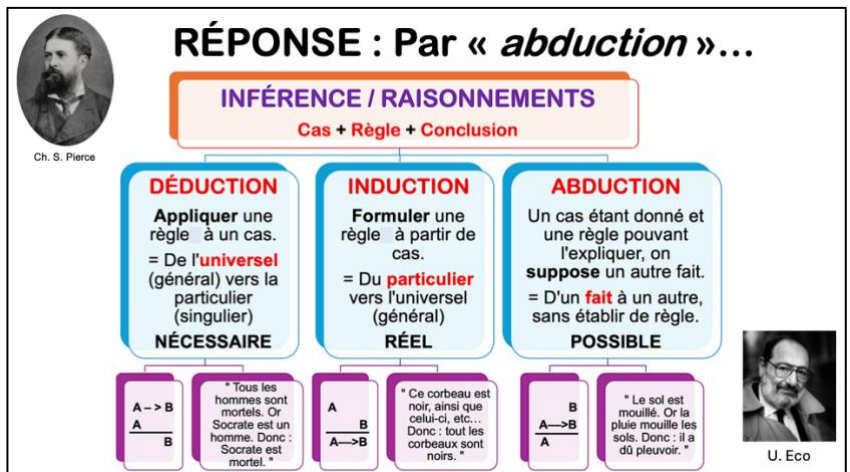 RÉPONSE : Par « abduction »...
Ch. S. Pierce
INFÉRENCE / RAISONNEMENTS
Cas + Règle + Conclusion
DÉDUCTION
Appliquer une
règle à un cas.
= De l'universel
(général) vers la
particulier
(singulier)
NÉCESSAIRE
INDUCTION
Formuler une
règle à partir de
cas.
= Du particulier
vers l'universel
(général)
RÉEL
ABDUCTION
Un cas étant donné et
une règle pouvant
l'expliquer, on
suppose un autre fait.
= D'un fait à un autre,
sans établir de règle.
POSSIBLE
A –> B
A
B
" Tous les
hommes sont
mortels. Or
Socrate est un
homme. Donc :
Socrate est
mortel. "
A
B
A—>B
" Ce corbeau est
noir, ainsi que
celui-ci, etc...
Donc : tout les
corbeaux sont
noirs. "
B
A—>B
A
" Le sol est
mouillé. Or la
pluie mouille les
sols. Donc : il a
dû pleuvoir. "
U. Eco